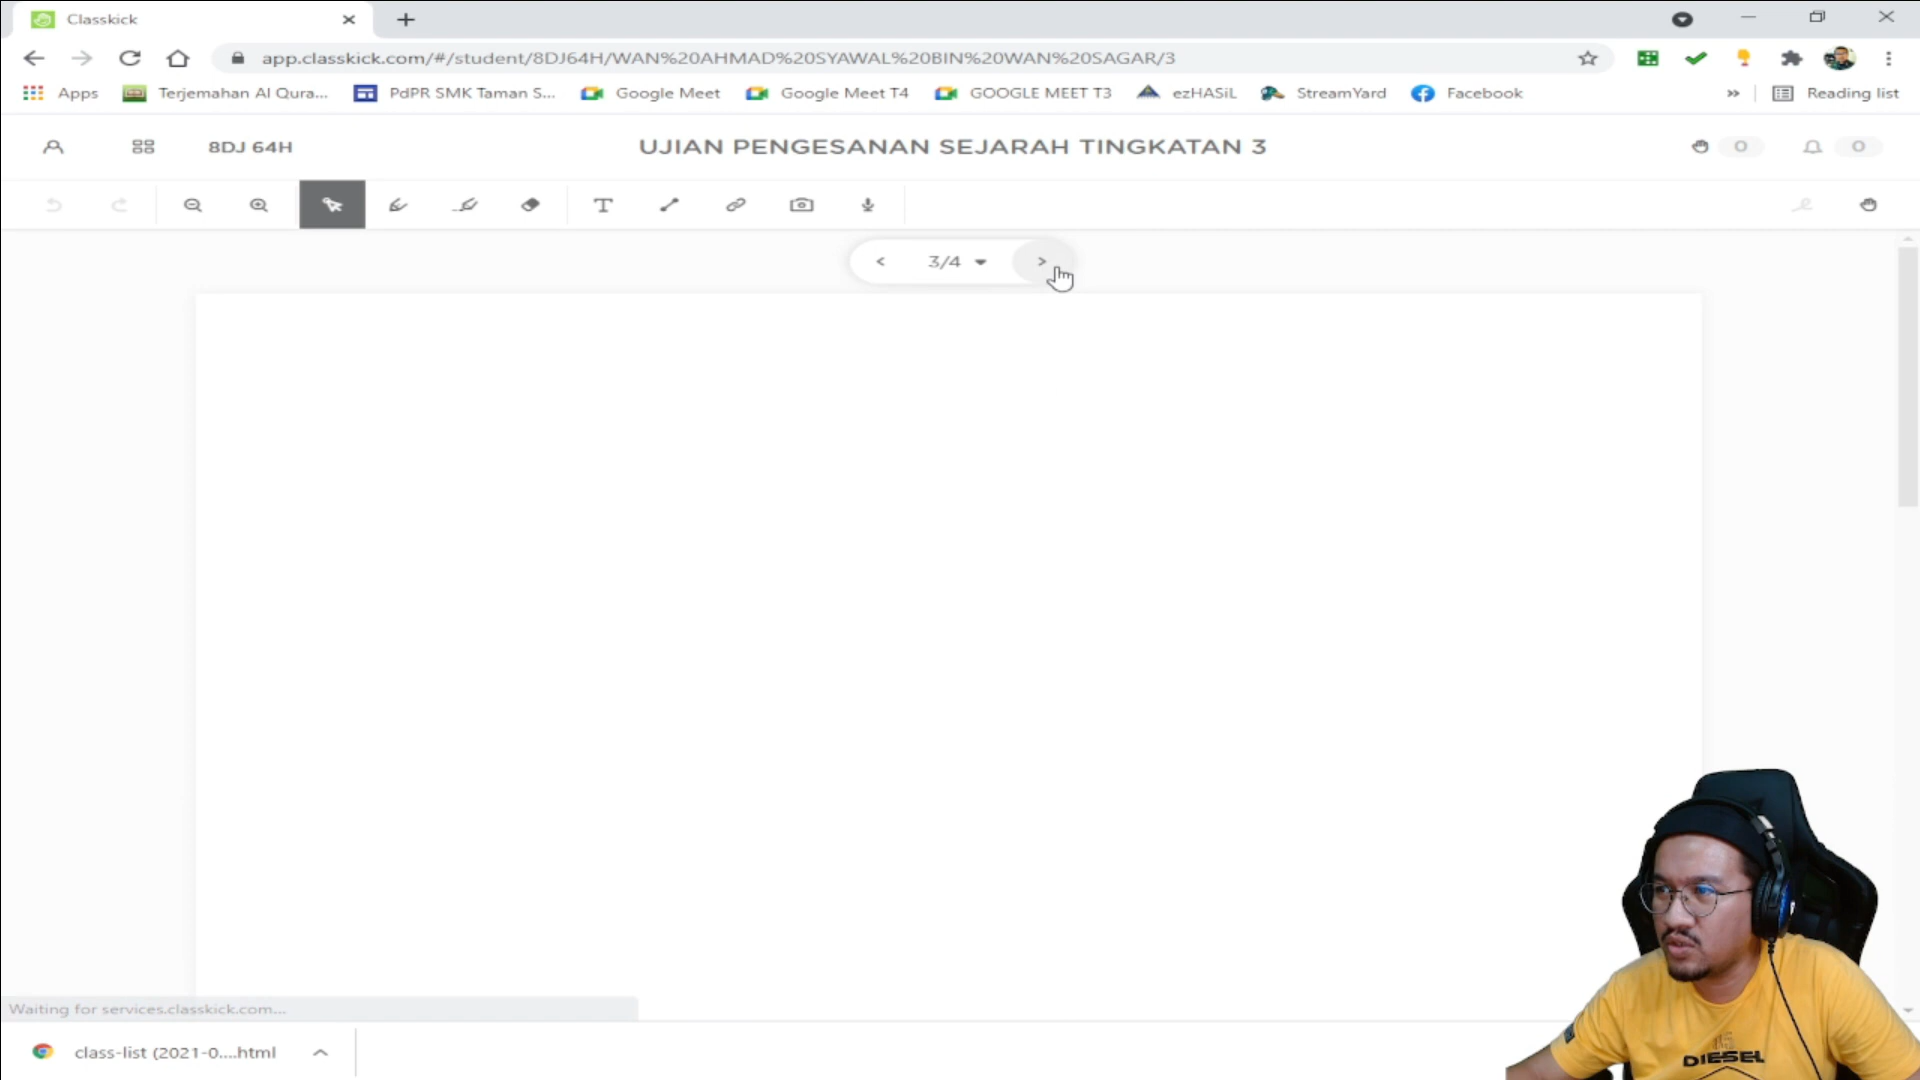 Classkick
app.classkick.com/#/student/8DJ64H/WAN%20AHMAD%20SYAWAL%20BIN%20WAN%20SAGAR/3
Apps Terjemahan Al Qura... PdPR SMK Taman S... Google Meet Google Meet T4 GOOGLE MEET T3 ezHASiL StreamYard Facebook » Reading list
8DJ 64H UJIAN PENGESANAN SEJARAH TINGKATAN 3 0 0
T
< 3/4 >
Waiting for services.classkick.com...
class-list (2021-0....html
DIESEL